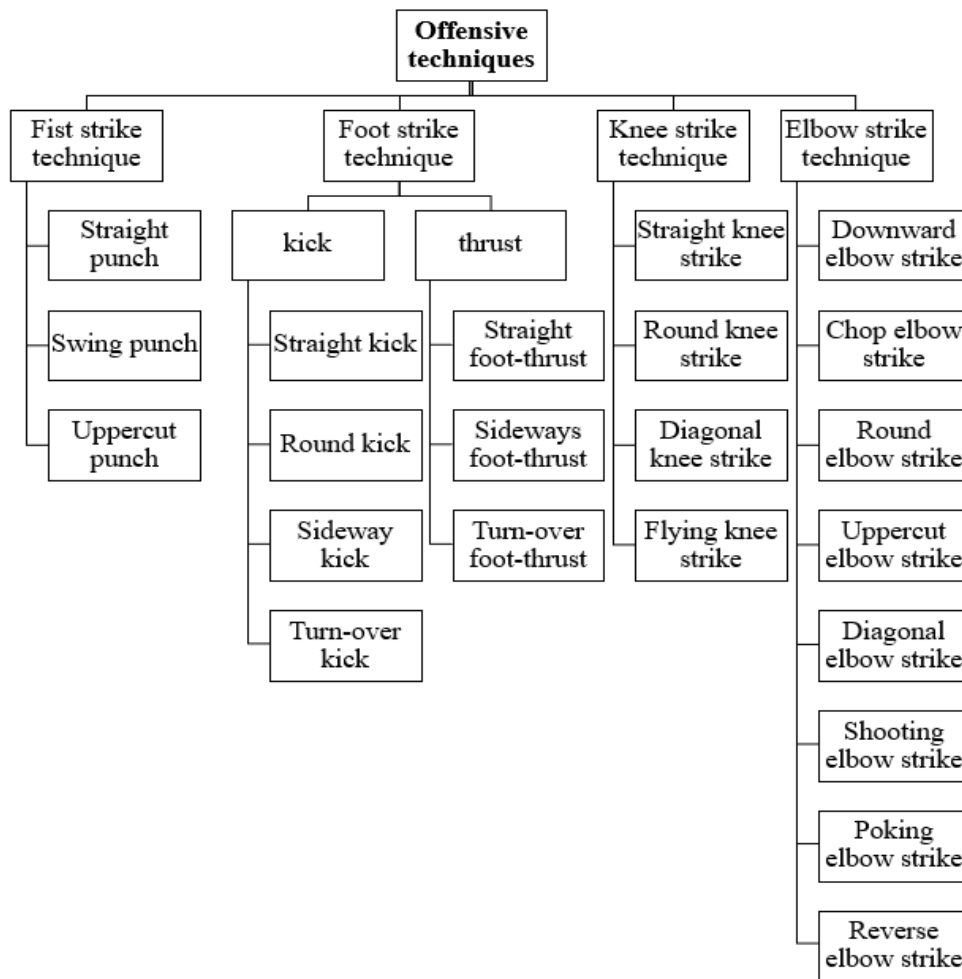 Offensive
techniques
Fist strike
technique
Foot strike
technique
Knee strike
technique
Elbow strike
technique
Straight
punch
Swing punch
Uppercut
punch
kick
thrust
Straight kick
Round kick
Sideway
kick
Turn-over
kick
Straight
foot-thrust
Sideways
foot-thrust
Turn-over
foot-thrust
Straight knee
strike
Round knee
strike
Diagonal
knee strike
Flying knee
strike
Downward
elbow strike
Chop elbow
strike
Round
elbow strike
Uppercut
elbow strike
Diagonal
elbow strike
Shooting
elbow strike
Poking
elbow strike
Reverse
elbow strike